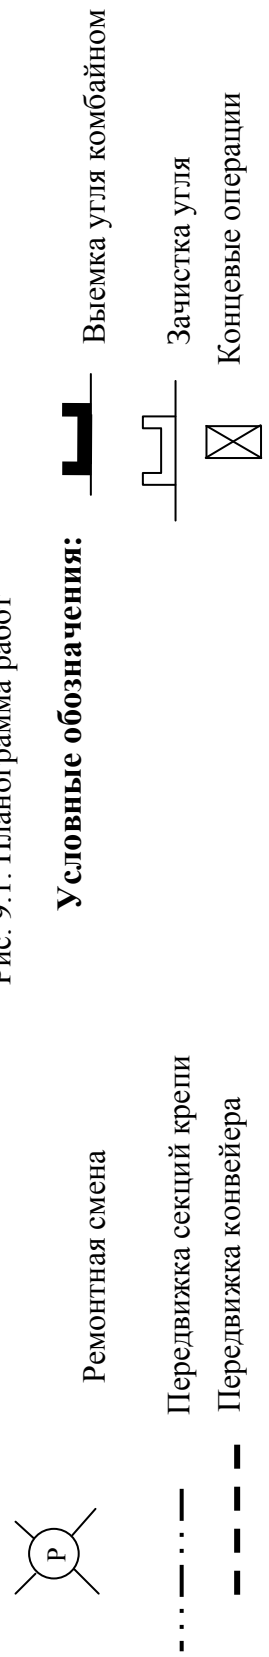 Рис. 9.1. Планограмма работ
Условные обозначения:
Р Ремонтная смена
Выемка угля комбайном
Передвижка секций крепи
Зачистка угля
Передвижка конвейера
Концевые операции